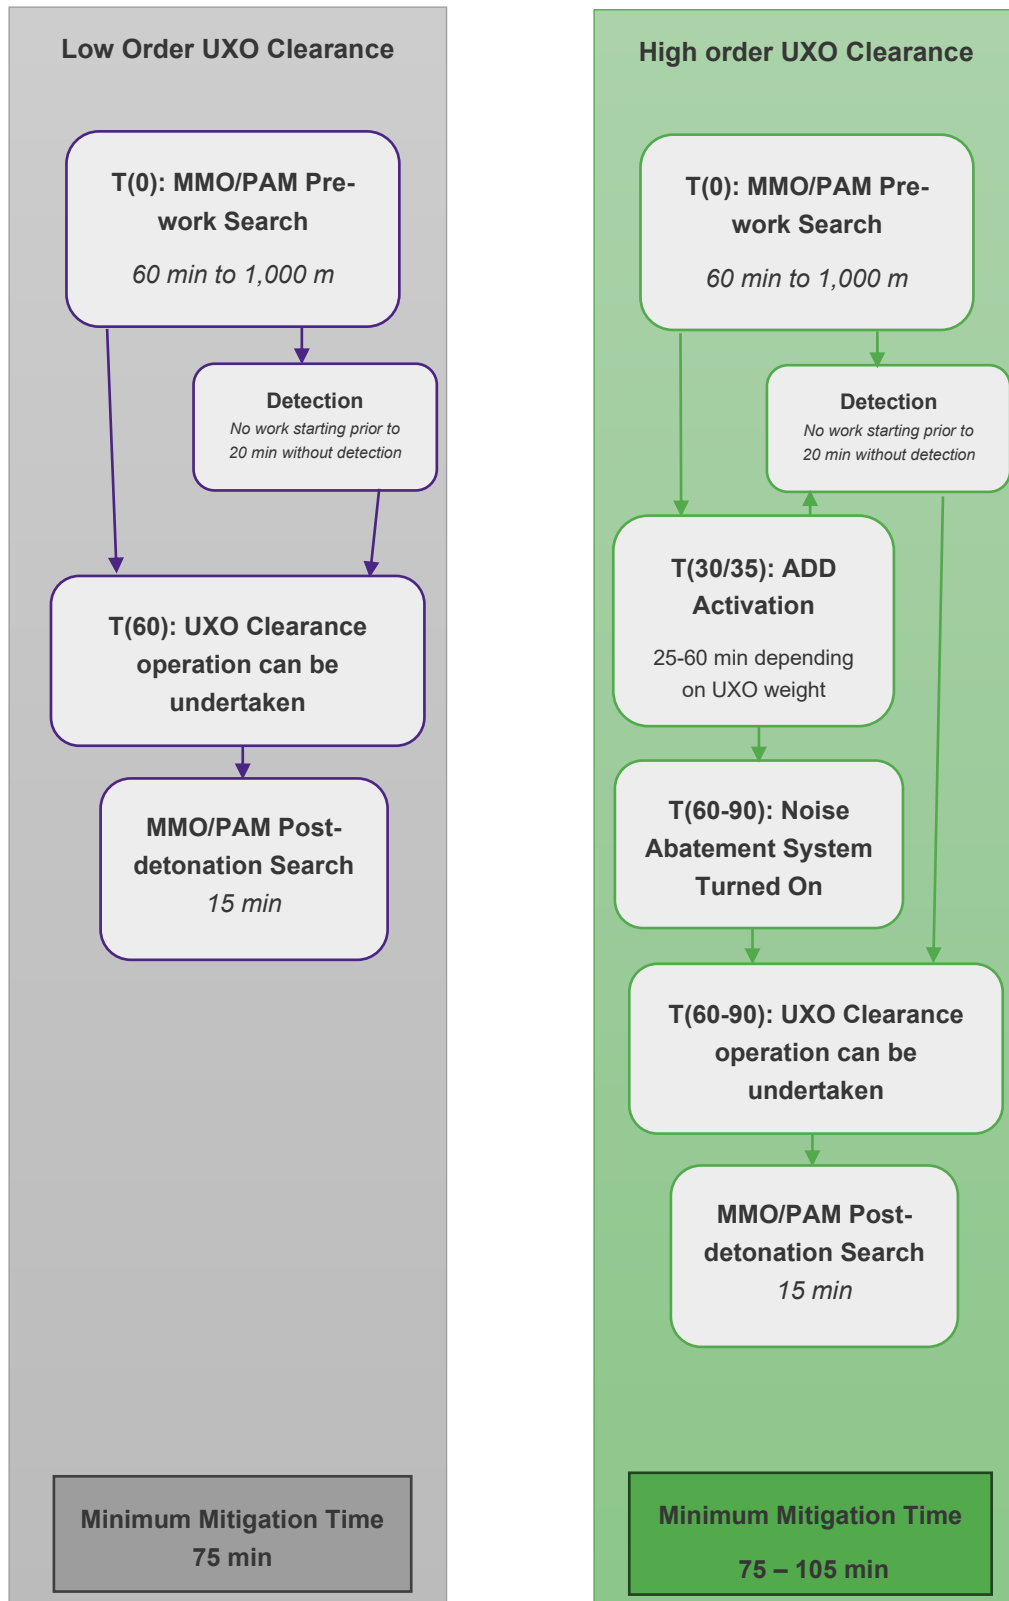 Low Order UXO Clearance
T(0): MMO/PAM Pre-
work Search
60 min to 1,000 m
Detection
No work starting prior to
20 min without detection
T(60): UXO Clearance
operation can be
undertaken
MMO/PAM Post-
detonation Search
15 min
Minimum Mitigation Time
75 min
High order UXO Clearance
T(0): MMO/PAM Pre-
work Search
60 min to 1,000 m
Detection
No work starting prior to
20 min without detection
T(30/35): ADD
Activation
25-60 min depending
on UXO weight
T(60-90): Noise
Abatement System
Turned On
T(60-90): UXO Clearance
operation can be
undertaken
MMO/PAM Post-
detonation Search
15 min
Minimum Mitigation Time
75 – 105 min